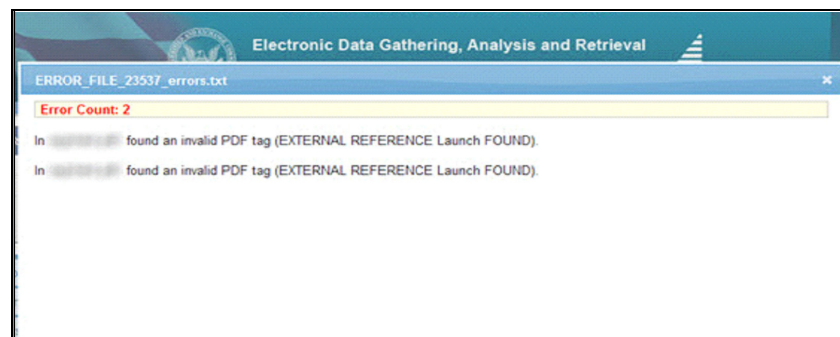 Electronic Data Gathering, Analysis and Retrieval
ERROR_FILE_23537_errors.txt
Error Count: 2
In found an invalid PDF tag (EXTERNAL REFERENCE Launch FOUND).
In found an invalid PDF tag (EXTERNAL REFERENCE Launch FOUND).